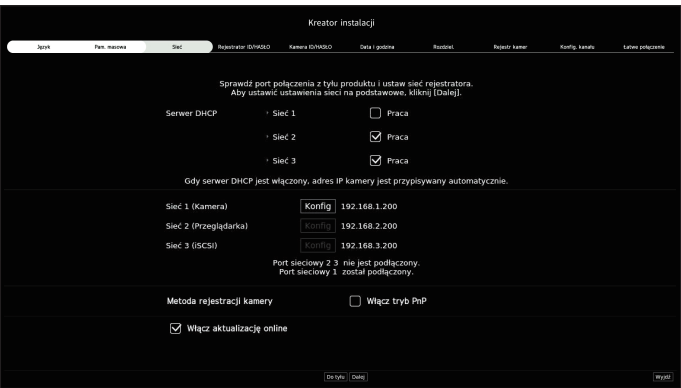 Kreator instalacji
Język Pam. masowa Sieć Rejestrator ID/HASŁO Kamera ID/HASŁO Data i godzina Rozdziel. Rejestr kamer Konfig. kanału Łatwe połączenie
Sprawdź port połączenia z tyłu produktu i ustaw sieć rejestratora.
Aby ustawić ustawienia sieci na podstawowe, kliknij [Dalej].
Serwer DHCP Sieć 1 Praca
Sieć 2 Praca
Sieć 3 Praca
Gdy serwer DHCP jest włączony, adres IP kamery jest przypisywany automatycznie.
Sieć 1 (Kamera) Konfig 192.168.1.200
Sieć 2 (Przeglądarka) Konfig 192.168.2.200
Sieć 3 (iSCSI) Konfig 192.168.3.200
Port sieciowy 2 3 nie jest podłączony.
Port sieciowy 1 został podłączony.
Metoda rejestracji kamery Włącz tryb PnP
Włącz aktualizację online
Do tyłu Dalej Wyjdź